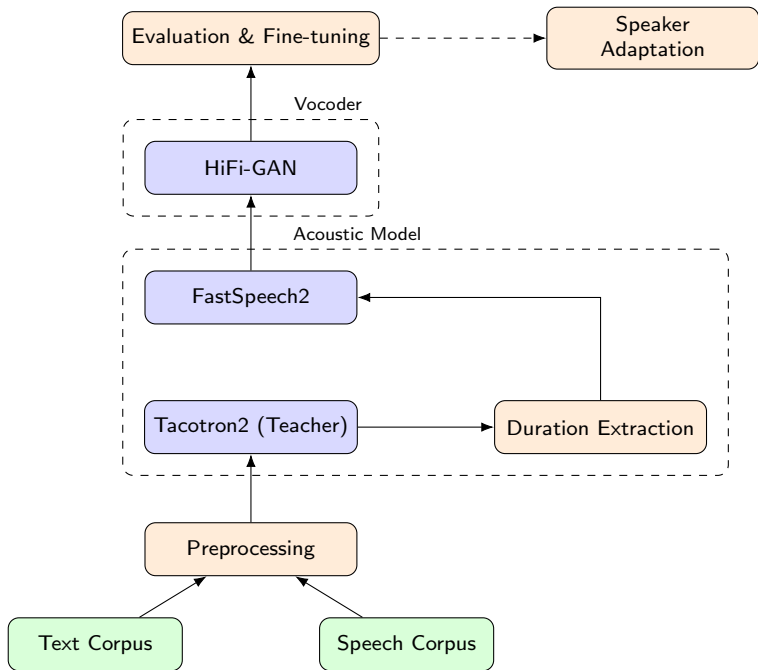 Evaluation & Fine-tuning
Speaker
Adaptation
Vocoder
HiFi-GAN
Acoustic Model
FastSpeech2
Tacotron2 (Teacher)
Duration Extraction
Preprocessing
Text Corpus
Speech Corpus